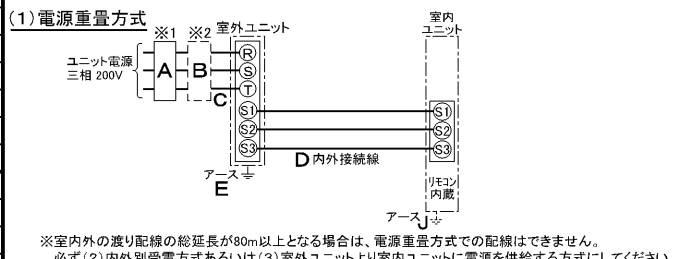 (1)電源重畳方式
※1 ※2 室外ユニット
室内
ユニット
ユニット電源
三相 200V
A B
R
S
T
C
S1 S1
S2 S2
S3 S3
D 内外接続線
アース
E
リモコン
内蔵
アース J
※室内外の渡り配線の総延長が80m以上となる場合は、電源重畳方式での配線はできません。
必ず(2)内外別受電方式あるいは(3)室外ユニットより室内ユニットに電源を供給する方式にしてください